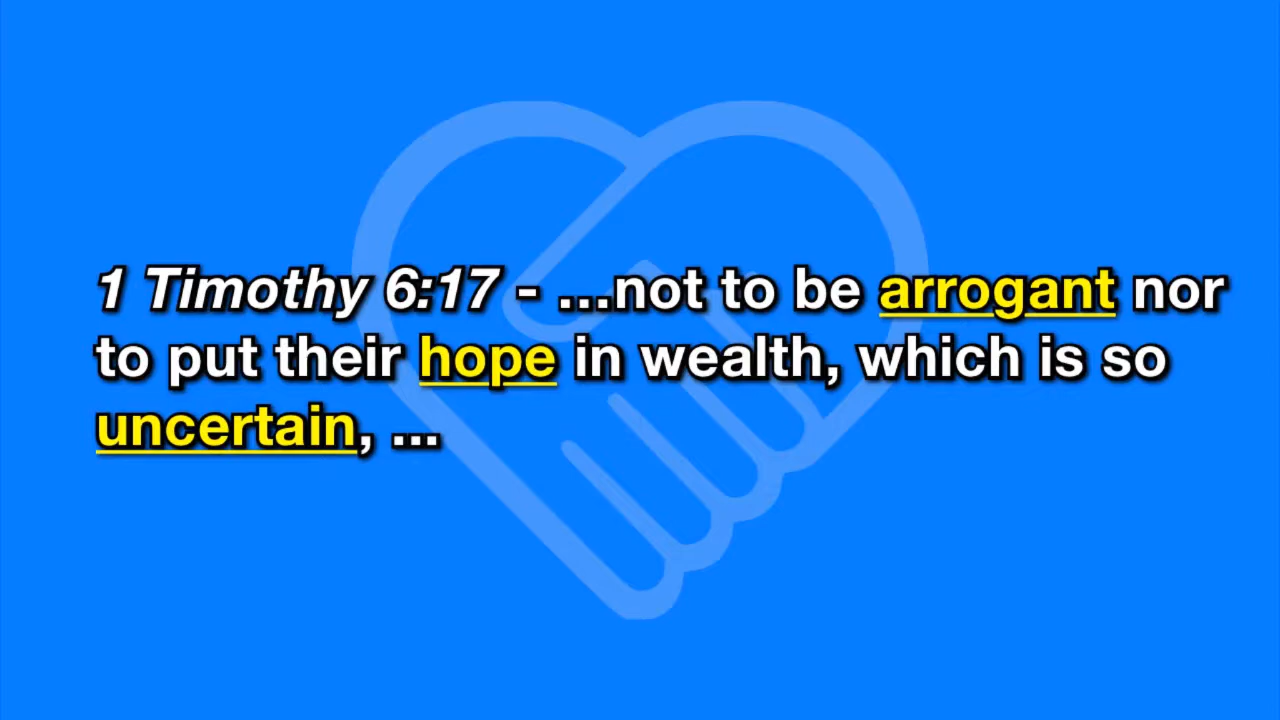 1 Timothy 6:17 - ...not to be arrogant nor
to put their hope in wealth, which is so
uncertain, ...